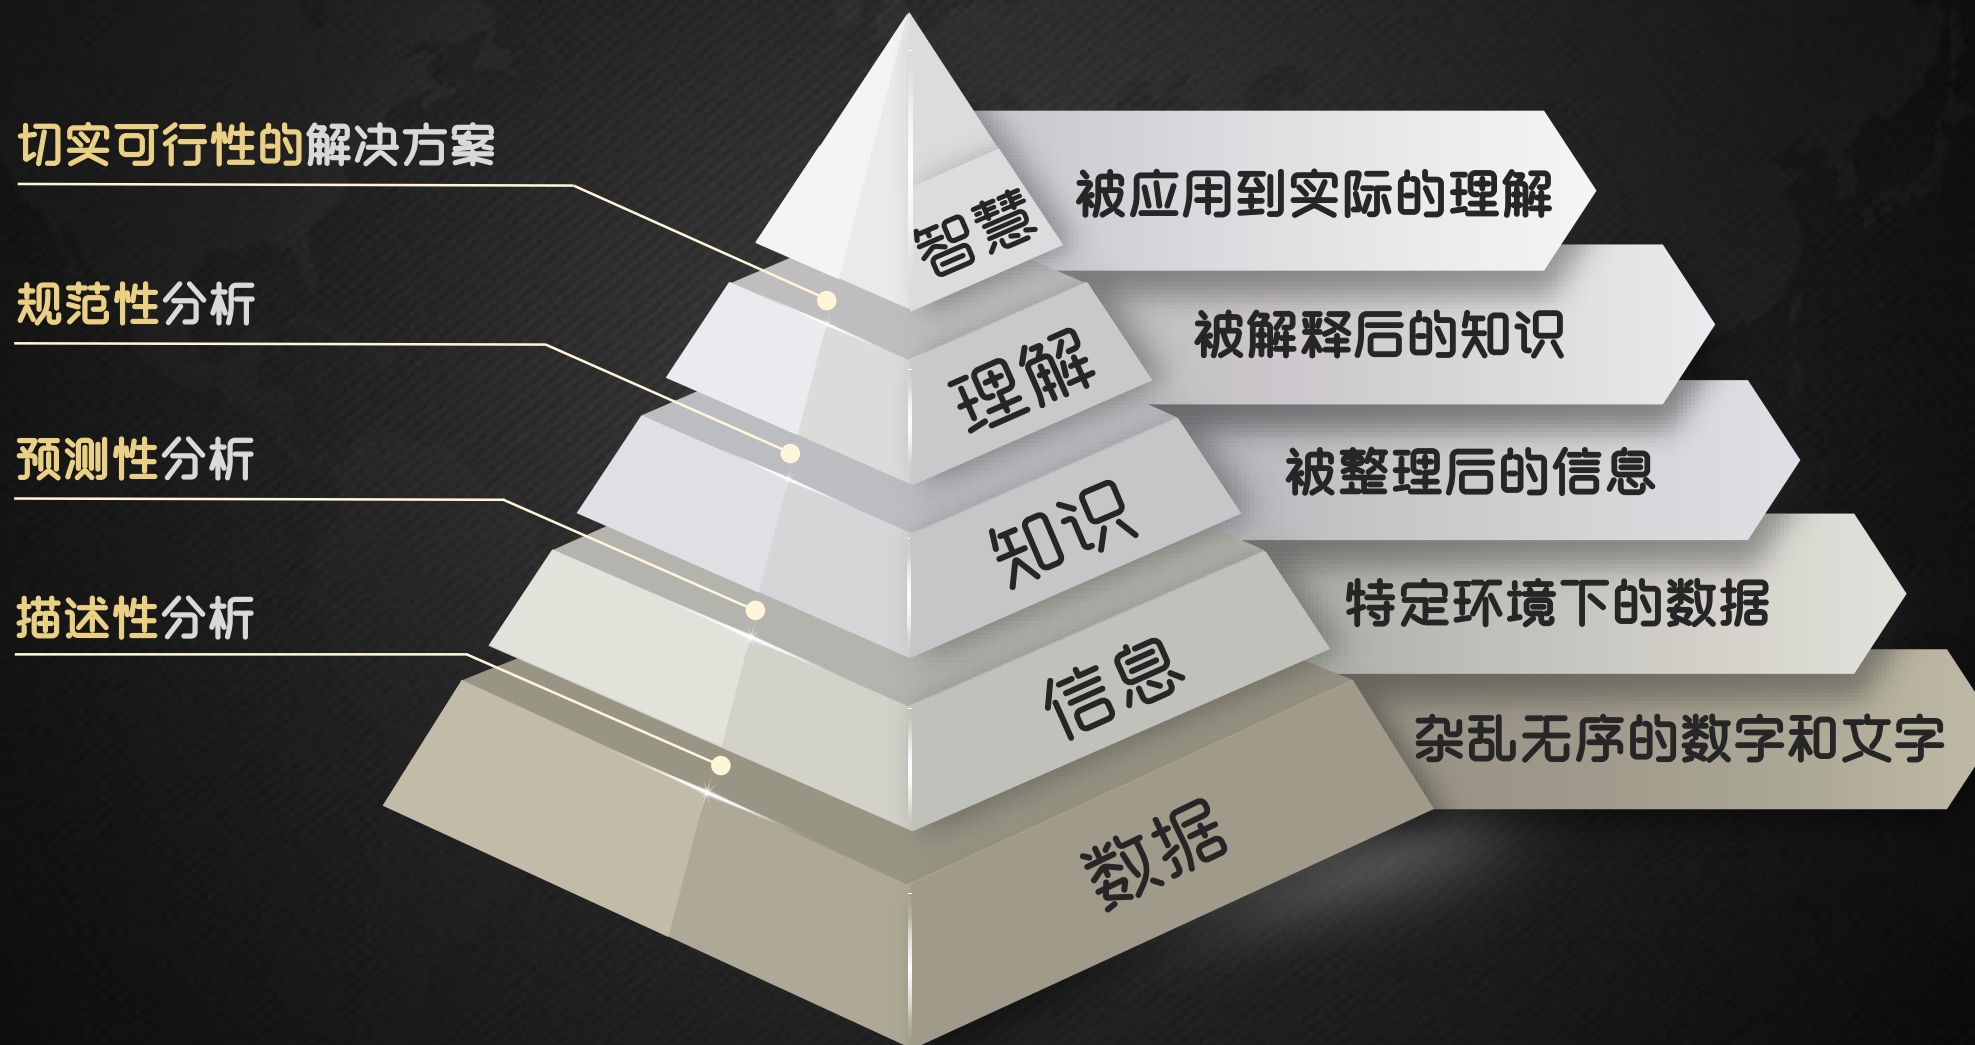 切实可行性的解决方案
规范性分析
预测性分析
描述性分析
智慧
理解
知识
信息
数据
被应用到实际的理解
被解释后的知识
被整理后的信息
特定环境下的数据
杂乱无序的数字和文字